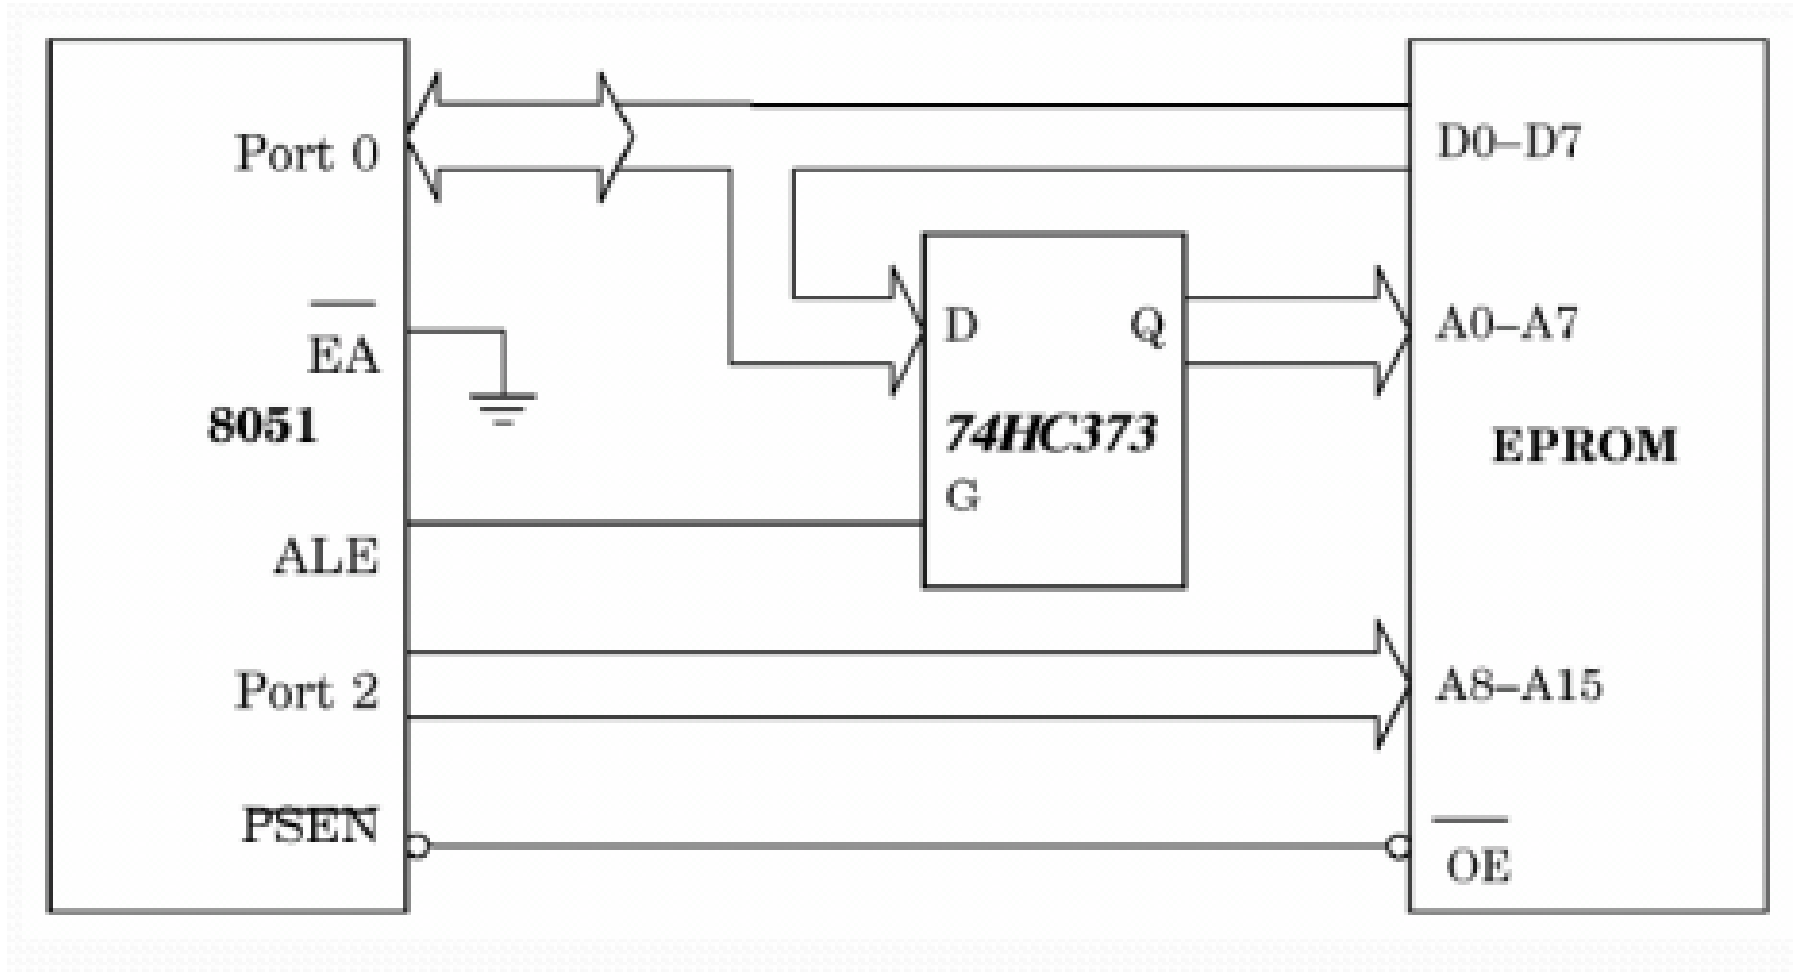 Port 0
EA
8051
ALE
Port 2
PSEN
D
Q
74HC373
G
D0–D7
A0–A7
EPROM
A8–A15
OE